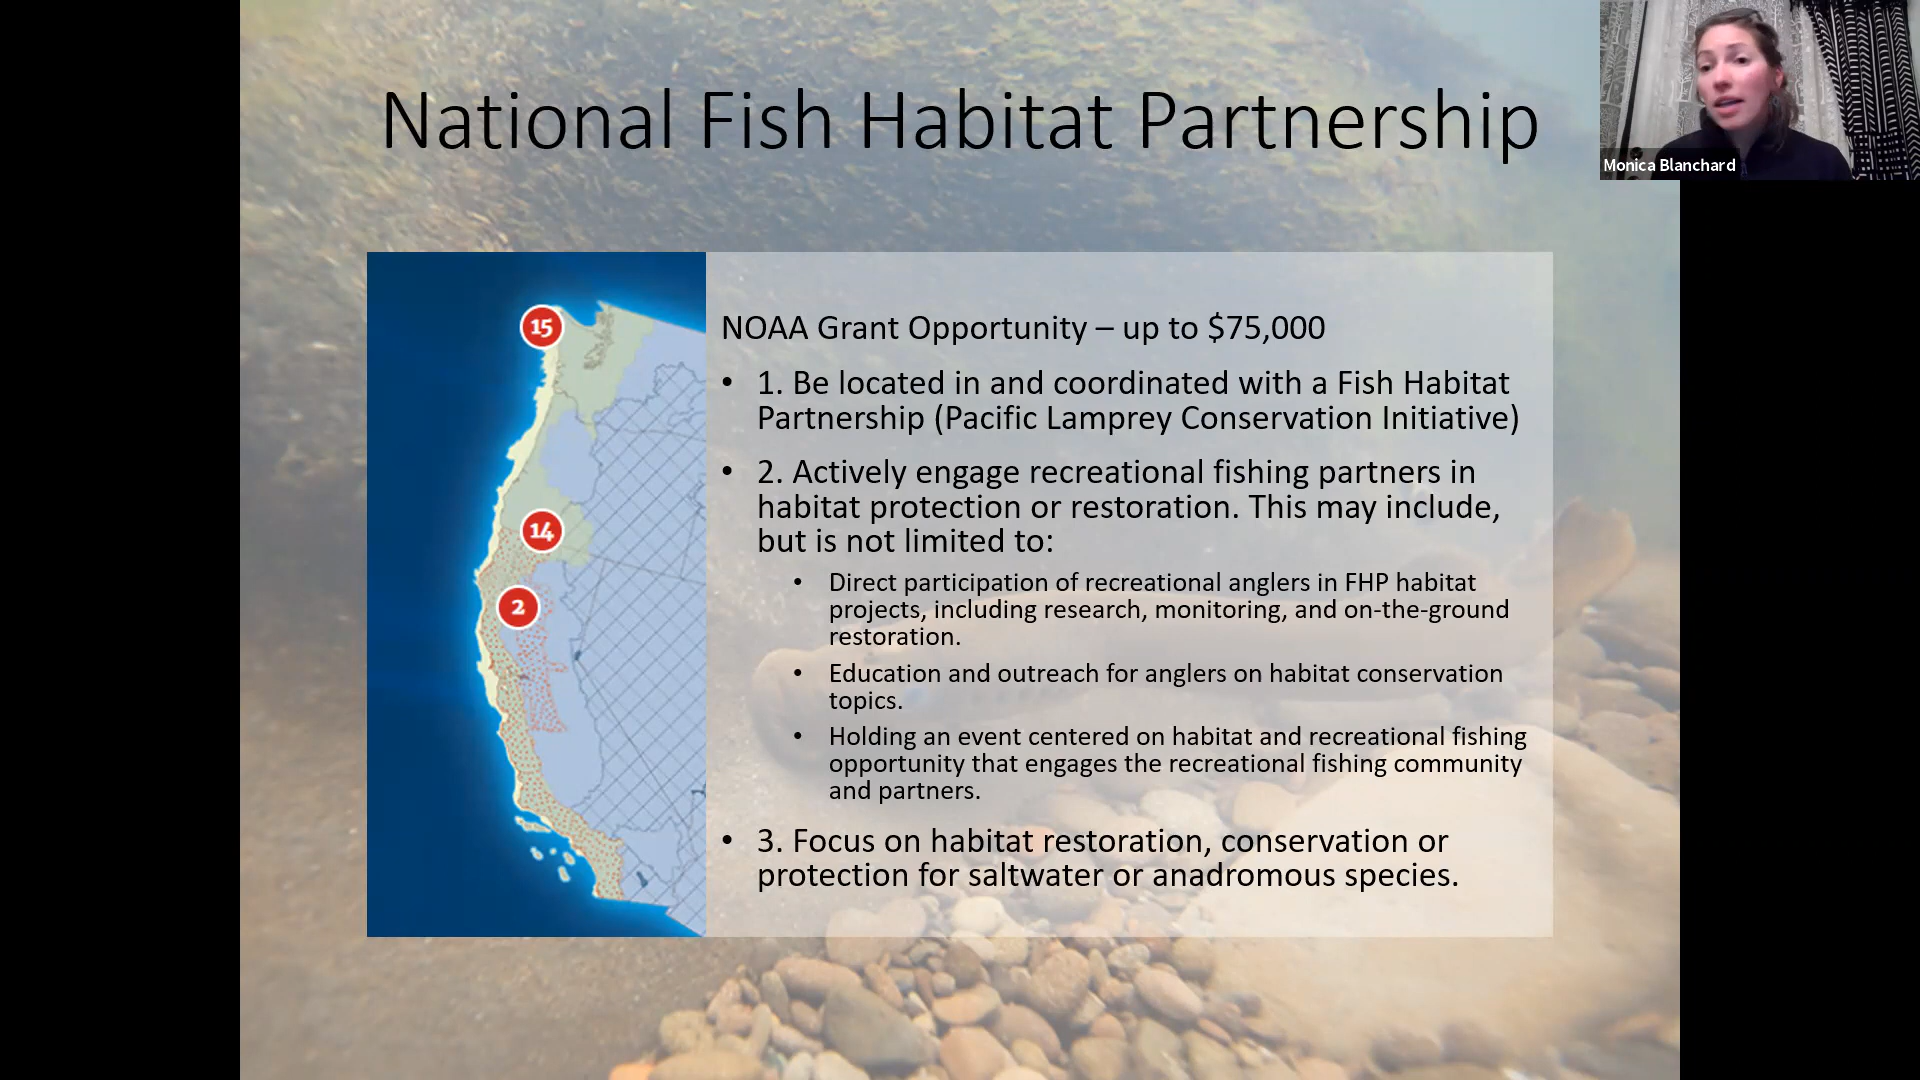 National Fish Habitat Partnership
Monica Blanchard
15
14
2
NOAA Grant Opportunity – up to $75,000
• 1. Be located in and coordinated with a Fish Habitat
Partnership (Pacific Lamprey Conservation Initiative)
• 2. Actively engage recreational fishing partners in
habitat protection or restoration. This may include,
but is not limited to:
• Direct participation of recreational anglers in FHP habitat
projects, including research, monitoring, and on-the-ground
restoration.
• Education and outreach for anglers on habitat conservation
topics.
• Holding an event centered on habitat and recreational fishing
opportunity that engages the recreational fishing community
and partners.
• 3. Focus on habitat restoration, conservation or
protection for saltwater or anadromous species.